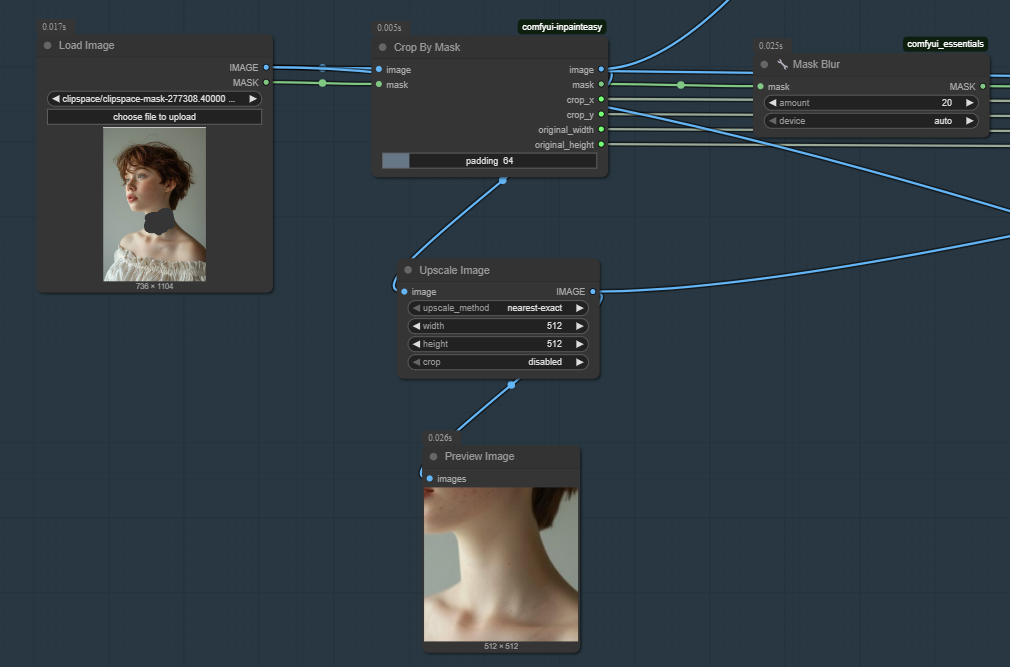 0.017s
Load Image
IMAGE
MASK
clipspace/clipspace-mask-277308.40000 ...
choose file to upload
736 × 1104
0.005s
comfyui-inpainteasy
Crop By Mask
image image
mask mask
crop_x
crop_y
original_width
original_height
padding 64
0.025s
comfyui_essentials
Mask Blur
mask MASK
amount 20
device auto
Upscale Image
image IMAGE
upscale_method nearest-exact
width 512
height 512
crop disabled
0.026s
Preview Image
images
512 × 512